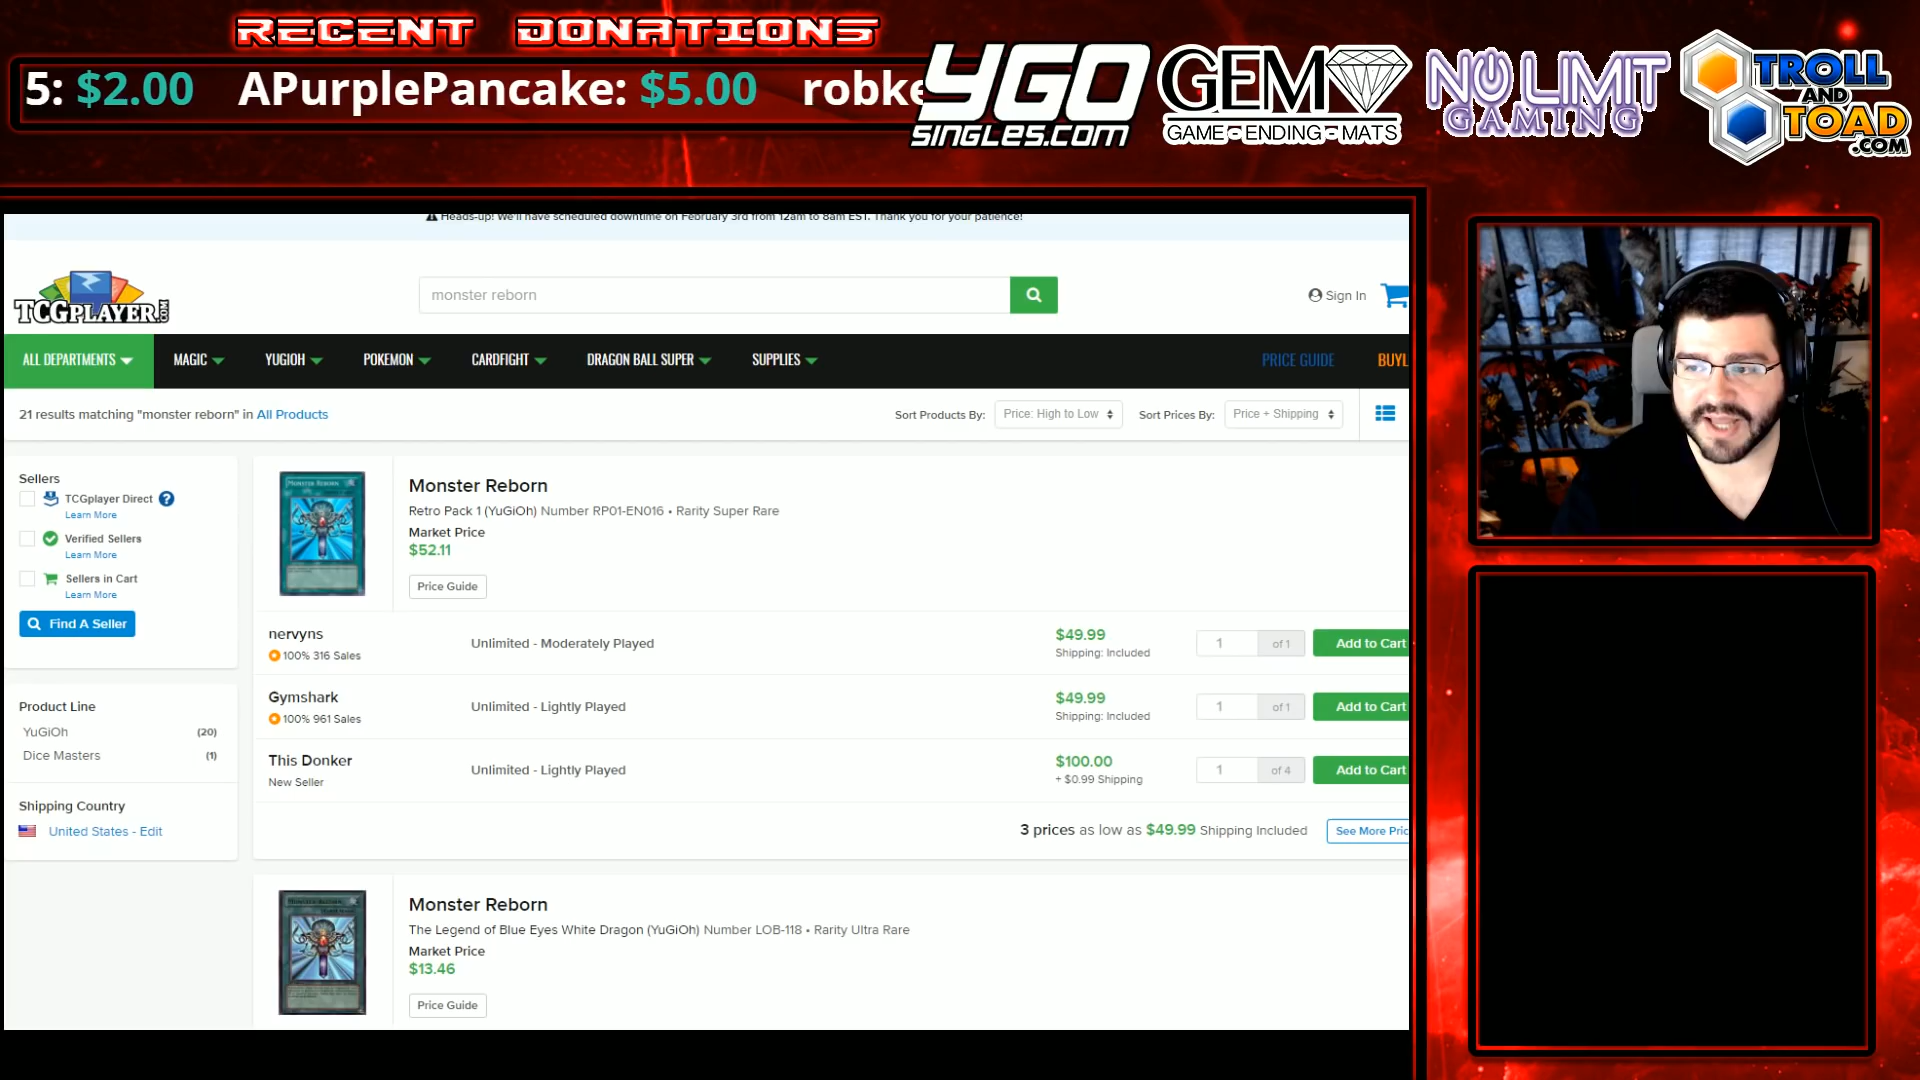 RECENT DONATIONS
5: $2.00 APurplePancake: $5.00 robke
YGO
SINGLES.COM
GEM
GAME-ENDING-MATS
NO LIMIT
GAMING
TROLL
AND
TOAD
.COM
Heads-up! We'll have scheduled downtime on February 3rd from 12am to 8am EST. Thank you for your patience!
TCGPLAYER.COM
monster reborn
Sign In
ALL DEPARTMENTS MAGIC YUGIOH POKEMON CARDFIGHT DRAGON BALL SUPER SUPPLIES PRICE GUIDE BUYL
21 results matching "monster reborn" in All Products
Sort Products By: Price: High to Low Sort Prices By: Price + Shipping
Sellers
TCGplayer Direct ?
Learn More
Verified Sellers
Learn More
Sellers in Cart
Learn More
Find A Seller
Product Line
YuGiOh (20)
Dice Masters (1)
Shipping Country
United States - Edit
MONSTER REBORN
Monster Reborn
Retro Pack 1 (YuGiOh) Number RP01-EN016 • Rarity Super Rare
Market Price
$52.11
Price Guide
nervyns
100% 316 Sales
Unlimited - Moderately Played
$49.99
Shipping: Included
1 of 1
Add to Cart
Gymshark
100% 961 Sales
Unlimited - Lightly Played
$49.99
Shipping: Included
1 of 1
Add to Cart
This Donker
New Seller
Unlimited - Lightly Played
$100.00
+ $0.99 Shipping
1 of 4
Add to Cart
3 prices as low as $49.99 Shipping Included
See More Pric
MONSTER REBORN
Monster Reborn
The Legend of Blue Eyes White Dragon (YuGiOh) Number LOB-118 • Rarity Ultra Rare
Market Price
$13.46
Price Guide